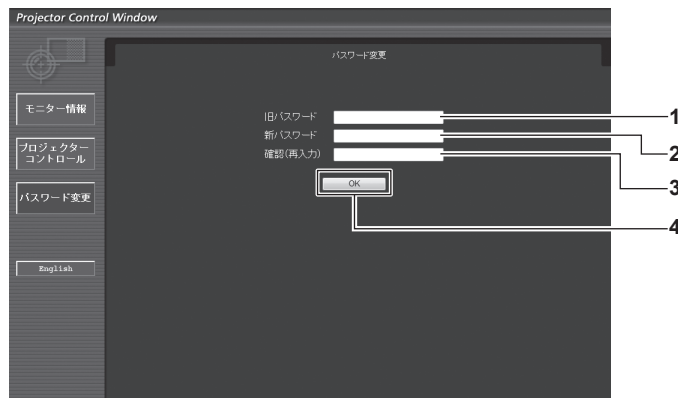 Projector Control Window
パスワード変更
モニター情報
プロジェクター
コントロール
パスワード変更
English
旧パスワード
新パスワード
確認(再入力)
OK
1
2
3
4